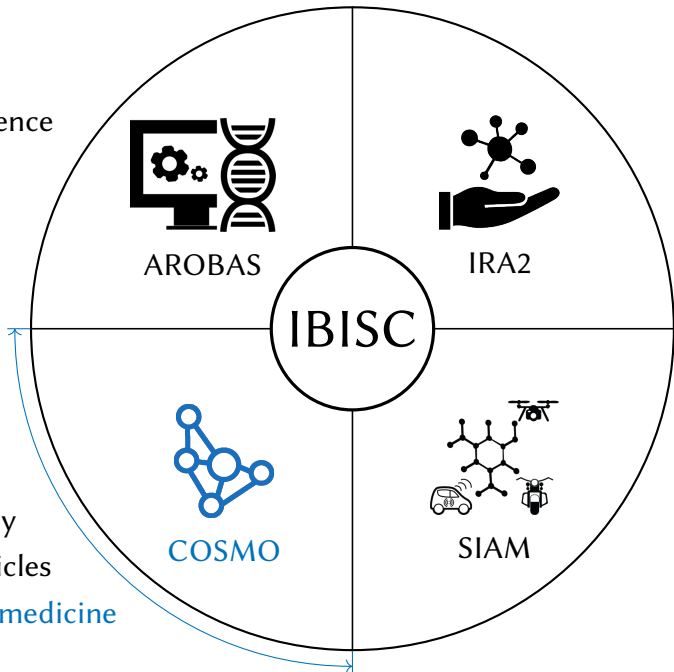 ence
AROBAS
IRA2
IBISC
COSMO
SIAM
y
icles
medicine